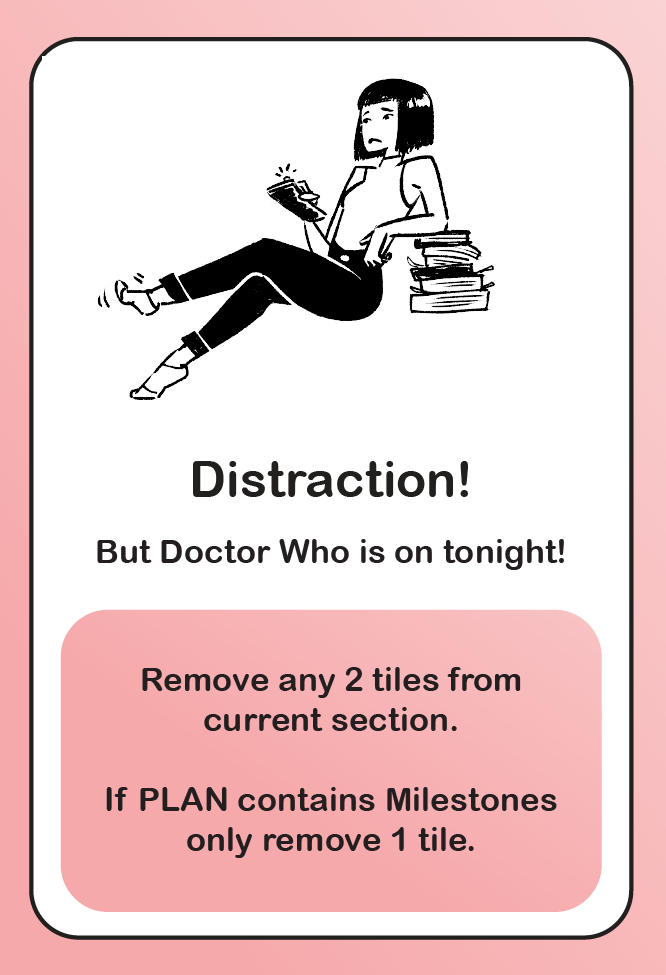 Distraction!
But Doctor Who is on tonight!
Remove any 2 tiles from
current section.
If PLAN contains Milestones
only remove 1 tile.